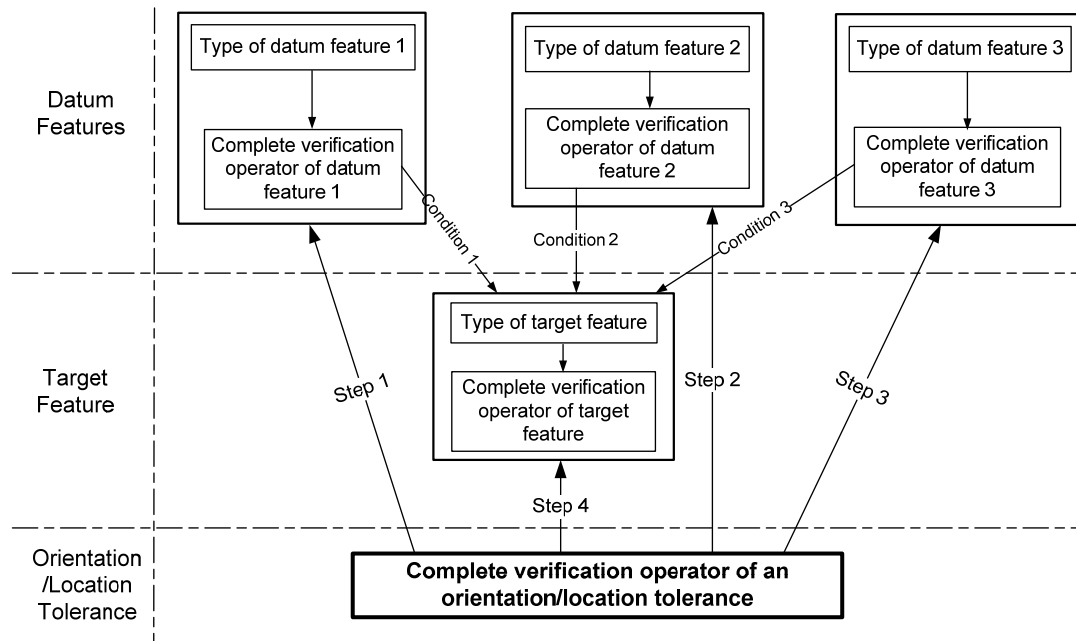 Datum
Features
Type of datum feature 1
Complete verification
operator of datum
feature 1
Type of datum feature 2
Complete verification
operator of datum
feature 2
Type of datum feature 3
Complete verification
operator of datum
feature 3
Condition 1
Condition 2
Condition 3
Target
Feature
Type of target feature
Complete verification
operator of target
feature
Step 1
Step 2
Step 3
Step 4
Orientation
/Location
Tolerance
Complete verification operator of an
orientation/location tolerance